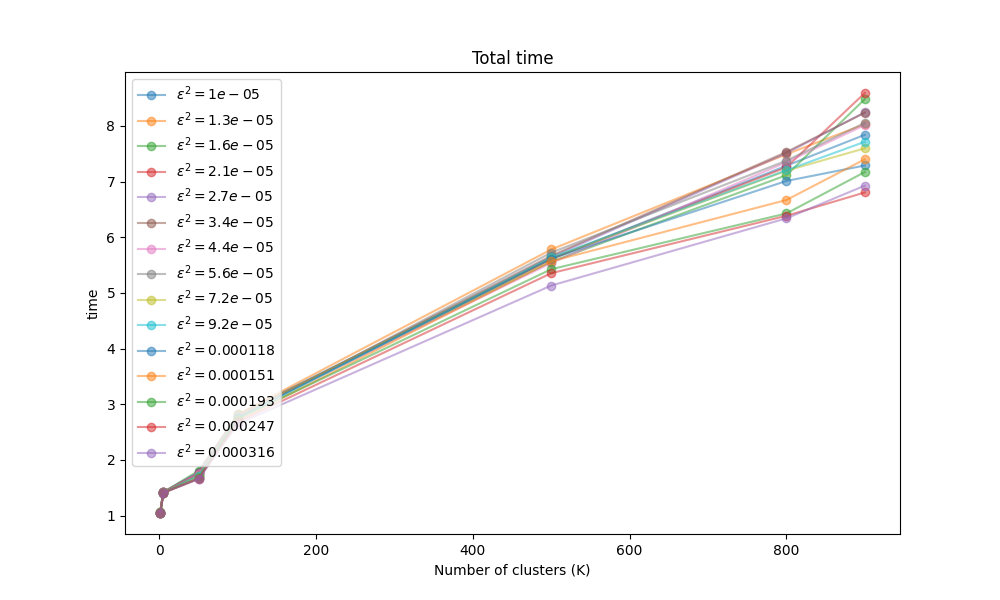 Total time
ε² = 1e − 05
ε² = 1.3e − 05
ε² = 1.6e − 05
ε² = 2.1e − 05
ε² = 2.7e − 05
ε² = 3.4e − 05
ε² = 4.4e − 05
ε² = 5.6e − 05
ε² = 7.2e − 05
ε² = 9.2e − 05
ε² = 0.000118
ε² = 0.000151
ε² = 0.000193
ε² = 0.000247
ε² = 0.000316
time
8
7
6
5
4
3
2
1
0 200 400 600 800
Number of clusters (K)